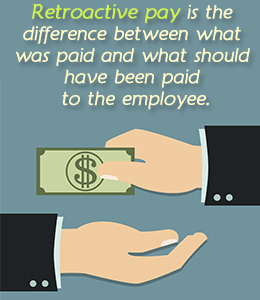 Retroactive pay is the
difference between what
was paid and what should
have been paid
to the employee.
$